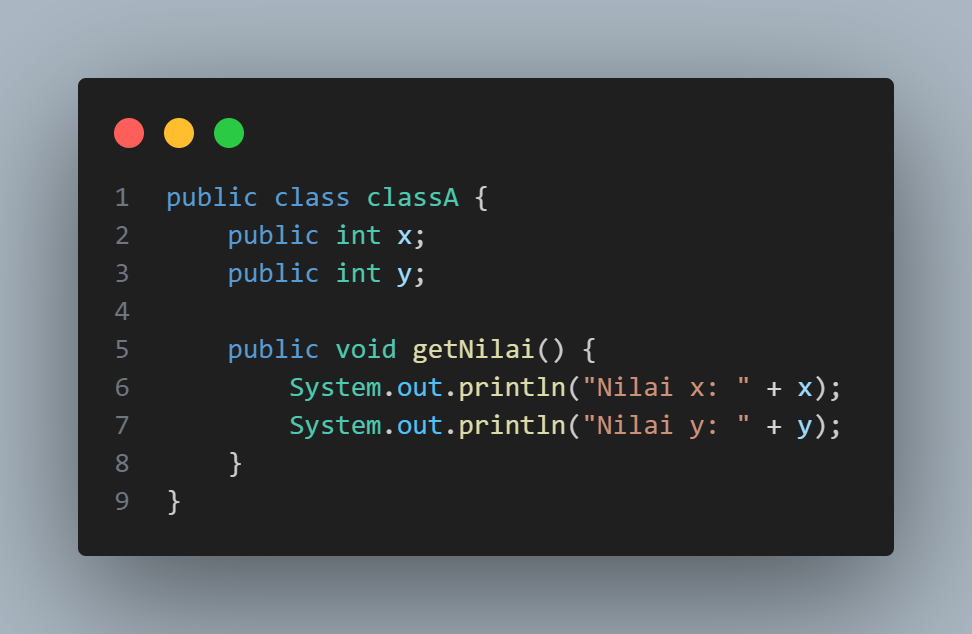 1 public class classA {
2     public int x;
3     public int y;
4
5     public void getNilai() {
6         System.out.println("Nilai x: " + x);
7         System.out.println("Nilai y: " + y);
8     }
9 }